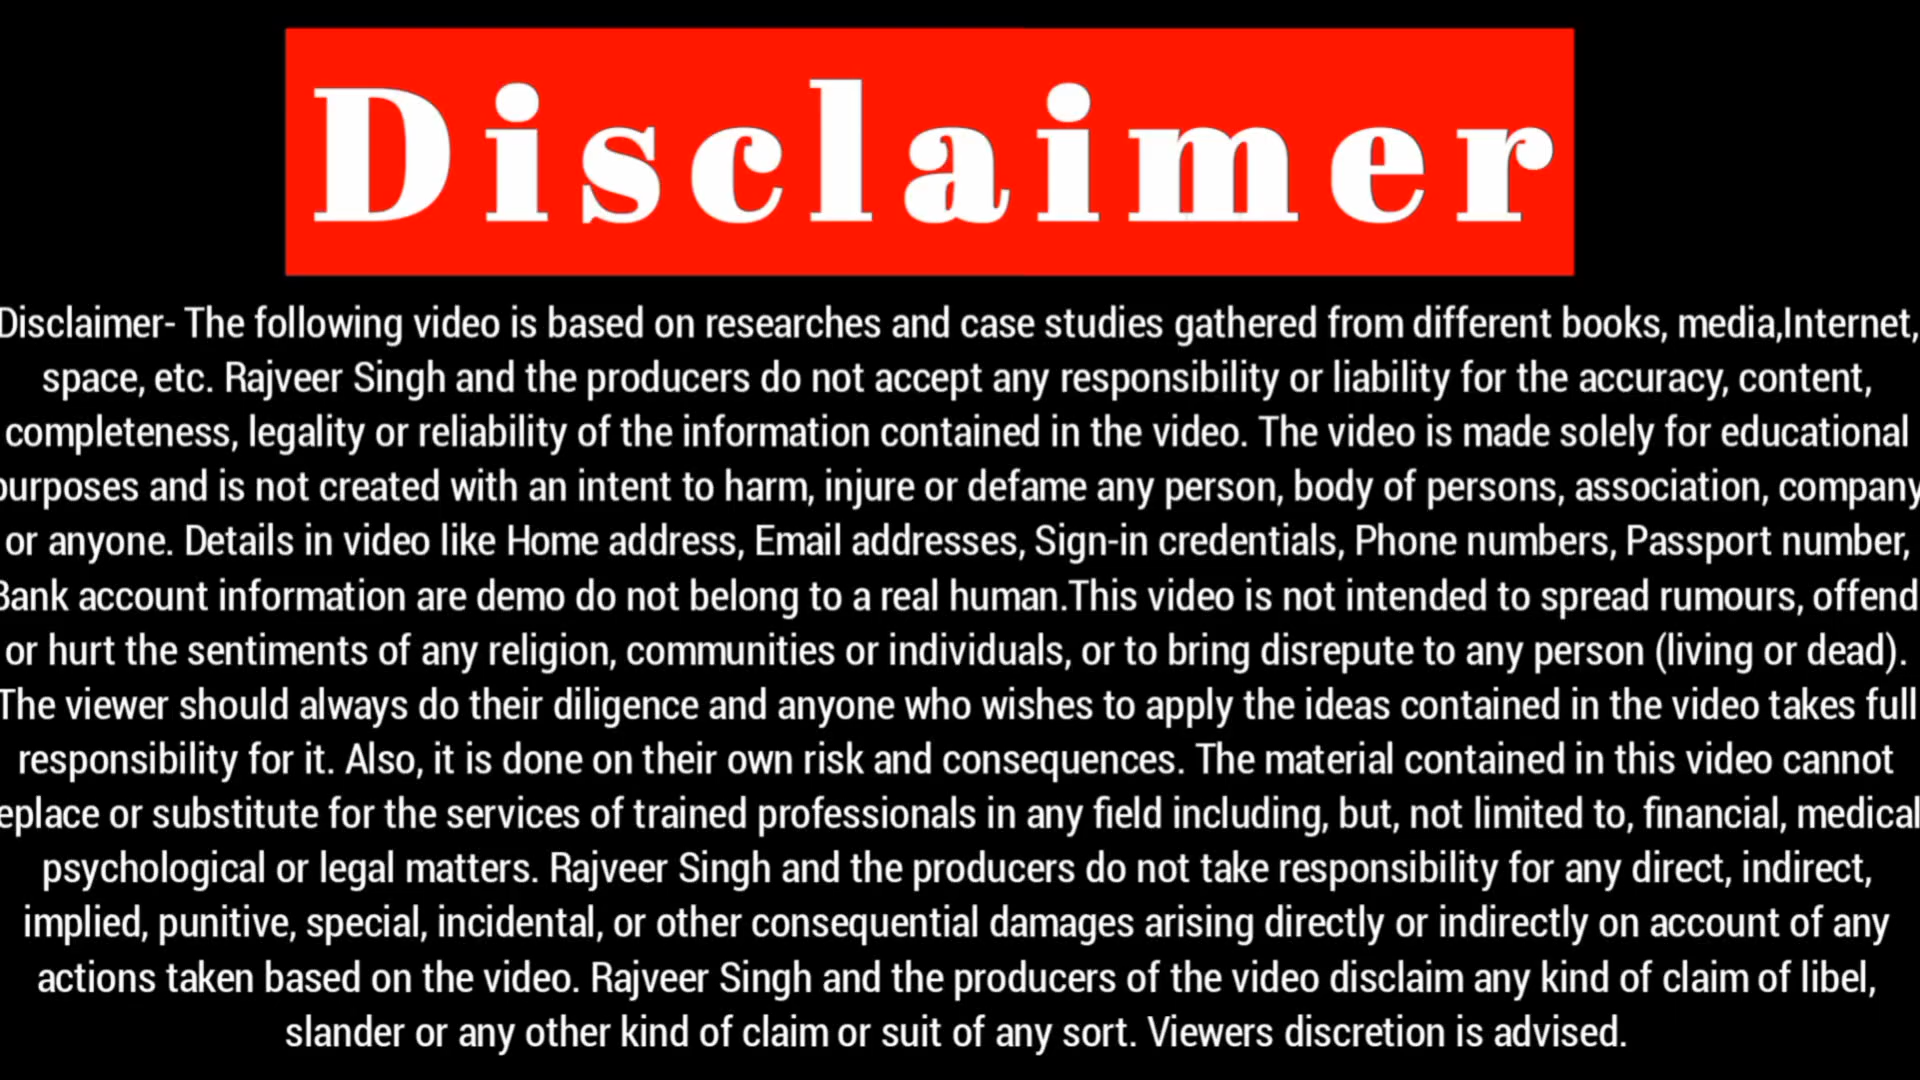 Disclaimer
Disclaimer- The following video is based on researches and case studies gathered from different books, media,Internet,
space, etc. Rajveer Singh and the producers do not accept any responsibility or liability for the accuracy, content,
completeness, legality or reliability of the information contained in the video. The video is made solely for educational
purposes and is not created with an intent to harm, injure or defame any person, body of persons, association, company
or anyone. Details in video like Home address, Email addresses, Sign-in credentials, Phone numbers, Passport number,
Bank account information are demo do not belong to a real human.This video is not intended to spread rumours, offend
or hurt the sentiments of any religion, communities or individuals, or to bring disrepute to any person (living or dead).
The viewer should always do their diligence and anyone who wishes to apply the ideas contained in the video takes full
responsibility for it. Also, it is done on their own risk and consequences. The material contained in this video cannot
eplace or substitute for the services of trained professionals in any field including, but, not limited to, financial, medical
psychological or legal matters. Rajveer Singh and the producers do not take responsibility for any direct, indirect,
implied, punitive, special, incidental, or other consequential damages arising directly or indirectly on account of any
actions taken based on the video. Rajveer Singh and the producers of the video disclaim any kind of claim of libel,
slander or any other kind of claim or suit of any sort. Viewers discretion is advised.